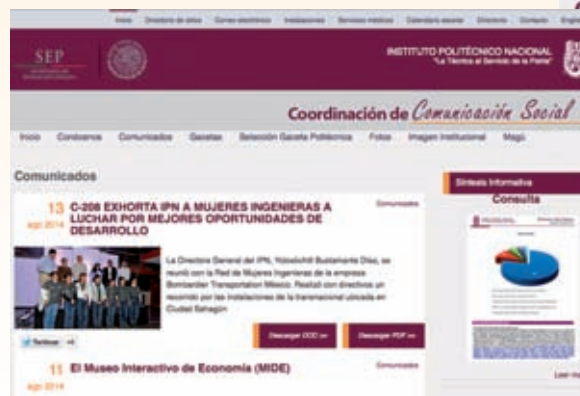 Inicio Directorio de sitios Correo electrónico Instalaciones Servicios médicos Calendario escolar Directorio Contacto English
SEP
INSTITUTO POLITÉCNICO NACIONAL
"La Técnica al Servicio de la Patria"
Coordinación de Comunicación Social
Inicio Conócenos Comunicados Gacetas Selección Gaceta Politécnica Fotos Imagen Institucional Magú
Comunicados
Síntesis Informativa
Consulta
13
ago 2014
C-208 EXHORTA IPN A MUJERES INGENIERAS A
LUCHAR POR MEJORES OPORTUNIDADES DE
DESARROLLO
Comunicados
La Directora General del IPN, Yoloxóchitl Bustamante Díez, se
reunió con la Red de Mujeres Ingenieras de la empresa
Bombardier Transportation México. Realizó con directivos un
recorrido por las instalaciones de la transnacional ubicada en
Ciudad Sahagún
Twittear
Descargar DOC >>
Descargar PDF >>
Leer
11
ago 2014
El Museo Interactivo de Economía (MIDE)
Comunicados